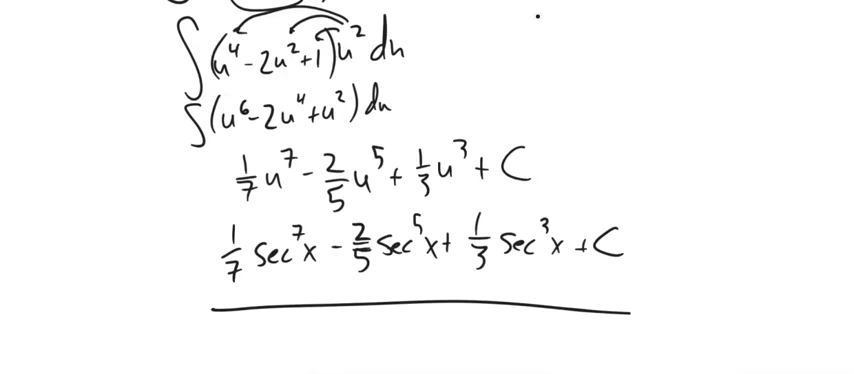 ∫(u⁴-2u²+1)u² du
∫(u⁶-2u⁴+u²)du
1/7 u⁷ - 2/5 u⁵ + 1/3 u³ + C
1/7 sec⁷x - 2/5 sec⁵x + 1/3 sec³x + C